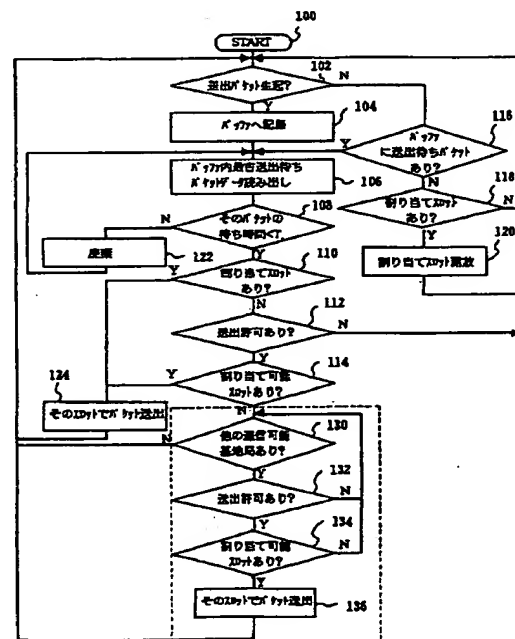 100
START
102
送出パケット生起?
N
Y
104
バッファへ記録
116
Y
バッファ
に送出待ちパケット
あり?
N
バッファ内最古送出待ち
パケットデータ読み出し
106
118
割り当てスロット
あり?
N
Y
108
そのパケットの
待ち時間<T
N
Y
120
割り当てスロット開放
廃棄
122
110
割り当てスロット
あり?
Y
N
112
送出許可あり?
N
Y
114
割り当て可能
スロットあり?
Y
N
124
そのスロットでパケット送出
130
他の通信可能
基地局あり?
N
Y
132
送出許可あり?
N
Y
134
割り当て可能
スロットあり?
N
Y
そのスロットでパケット送出
136